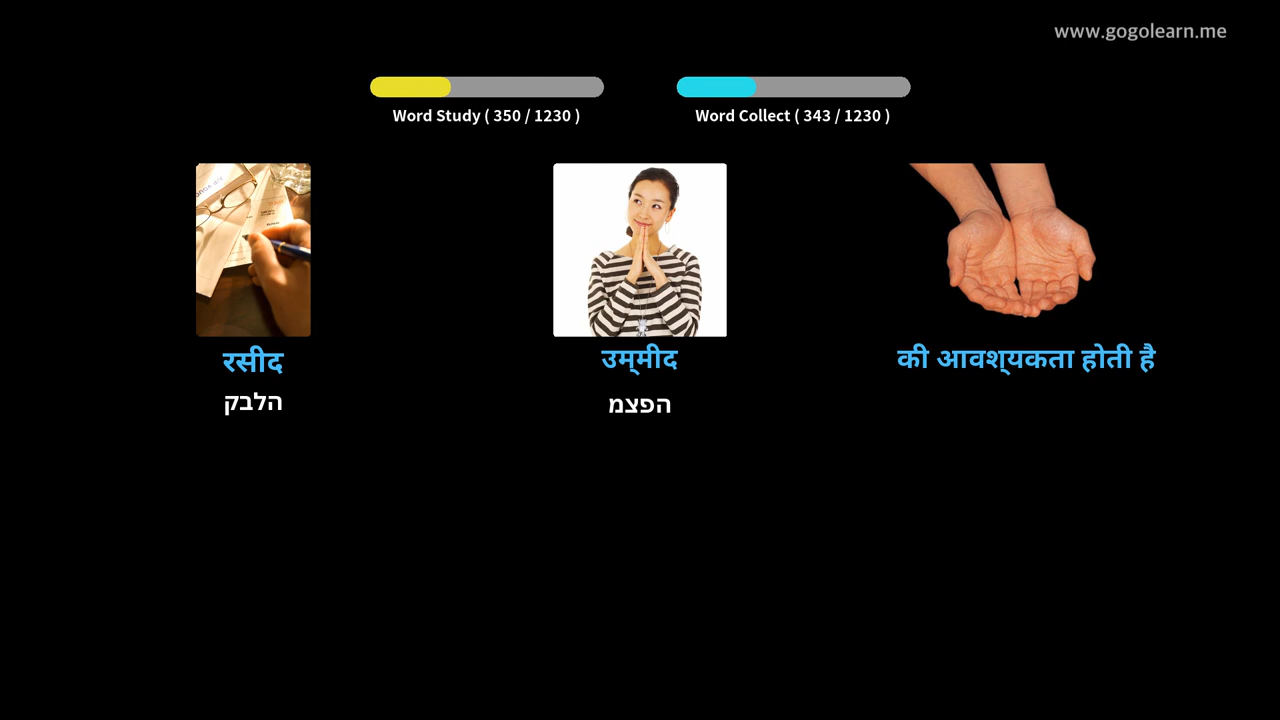 www.gogolearn.me
Word Study ( 350 / 1230 )
Word Collect ( 343 / 1230 )
रसीद
הלבק
उम्‌मीद
הפצמ
की आवश्‌यकता होती है